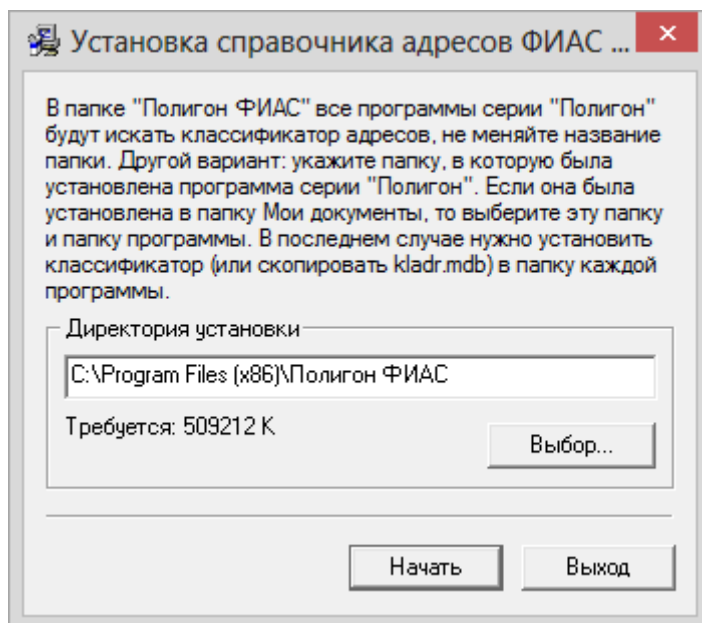 Установка справочника адресов ФИАС ...
В папке "Полигон ФИАС" все программы серии "Полигон"
будут искать классификатор адресов, не меняйте название
папки. Другой вариант: укажите папку, в которую была
установлена программа серии "Полигон". Если она была
установлена в папку Мои документы, то выберите эту папку
и папку программы. В последнем случае нужно установить
классификатор (или скопировать kladr.mdb) в папку каждой
программы.
Директория установки
C:\Program Files (x86)\Полигон ФИАС
Требуется: 509212 K
Выбор...
Начать
Выход